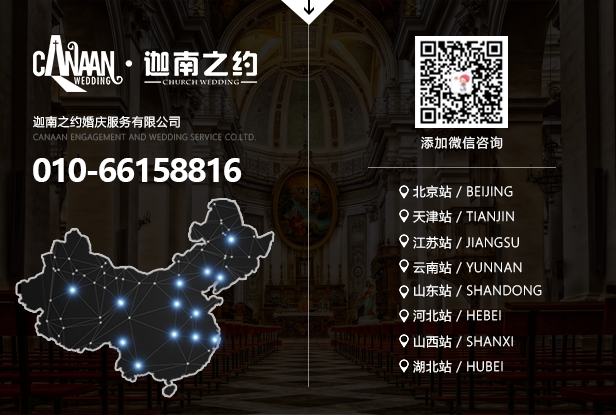 CANAAN WEDDING · 迦南之约
CHURCH WEDDING
迦南之约婚庆服务有限公司
CANAAN ENGAGEMENT AND WEDDING SERVICE CO.LTD.
010-66158816
添加微信咨询
北京站 / BEIJING
天津站 / TIANJIN
江苏站 / JIANGSU
云南站 / YUNNAN
山东站 / SHANDONG
河北站 / HEBEI
山西站 / SHANXI
湖北站 / HUBEI